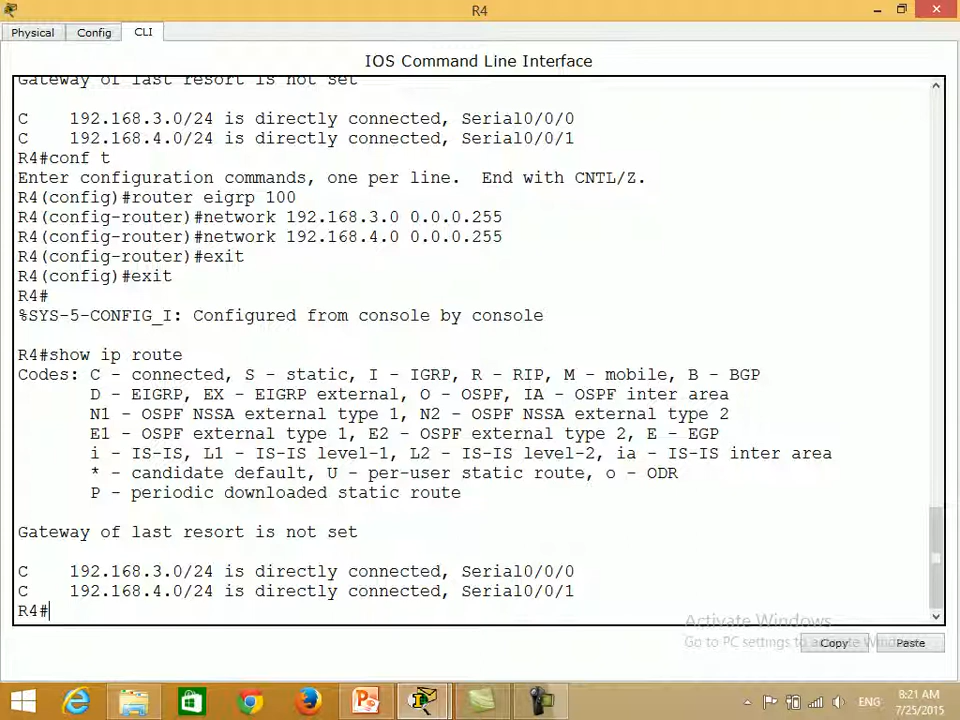 R4
Physical
Config
CLI
IOS Command Line Interface
Gateway of last resort is not set
C    192.168.3.0/24 is directly connected, Serial0/0/0
C    192.168.4.0/24 is directly connected, Serial0/0/1
R4#conf t
Enter configuration commands, one per line.  End with CNTL/Z.
R4(config)#router eigrp 100
R4(config-router)#network 192.168.3.0 0.0.0.255
R4(config-router)#network 192.168.4.0 0.0.0.255
R4(config-router)#exit
R4(config)#exit
R4#
%SYS-5-CONFIG_I: Configured from console by console
R4#show ip route
Codes: C - connected, S - static, I - IGRP, R - RIP, M - mobile, B - BGP
D - EIGRP, EX - EIGRP external, O - OSPF, IA - OSPF inter area
N1 - OSPF NSSA external type 1, N2 - OSPF NSSA external type 2
E1 - OSPF external type 1, E2 - OSPF external type 2, E - EGP
i - IS-IS, L1 - IS-IS level-1, L2 - IS-IS level-2, ia - IS-IS inter area
* - candidate default, U - per-user static route, o - ODR
P - periodic downloaded static route
Gateway of last resort is not set
C    192.168.3.0/24 is directly connected, Serial0/0/0
C    192.168.4.0/24 is directly connected, Serial0/0/1
R4#
Activate Windows
Go to PC settings to activate Windows.
Copy
Paste
ENG
8:21 AM
7/25/2015